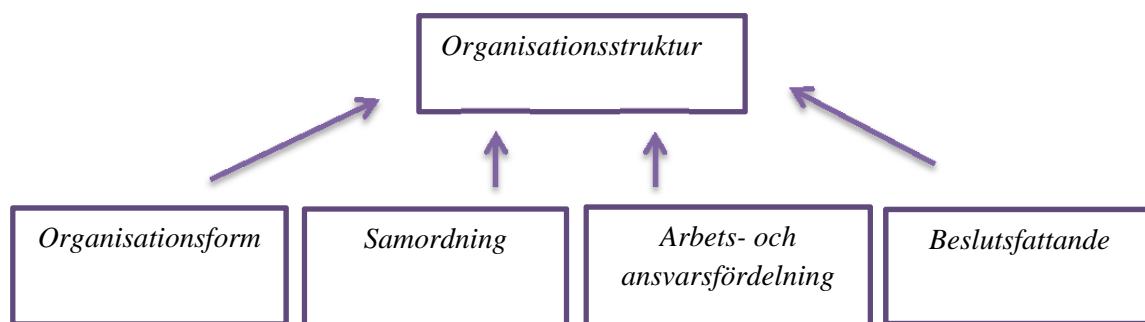 Organisationsstruktur
Organisationsform
Samordning
Arbets- och
ansvarsfördelning
Beslutsfattande